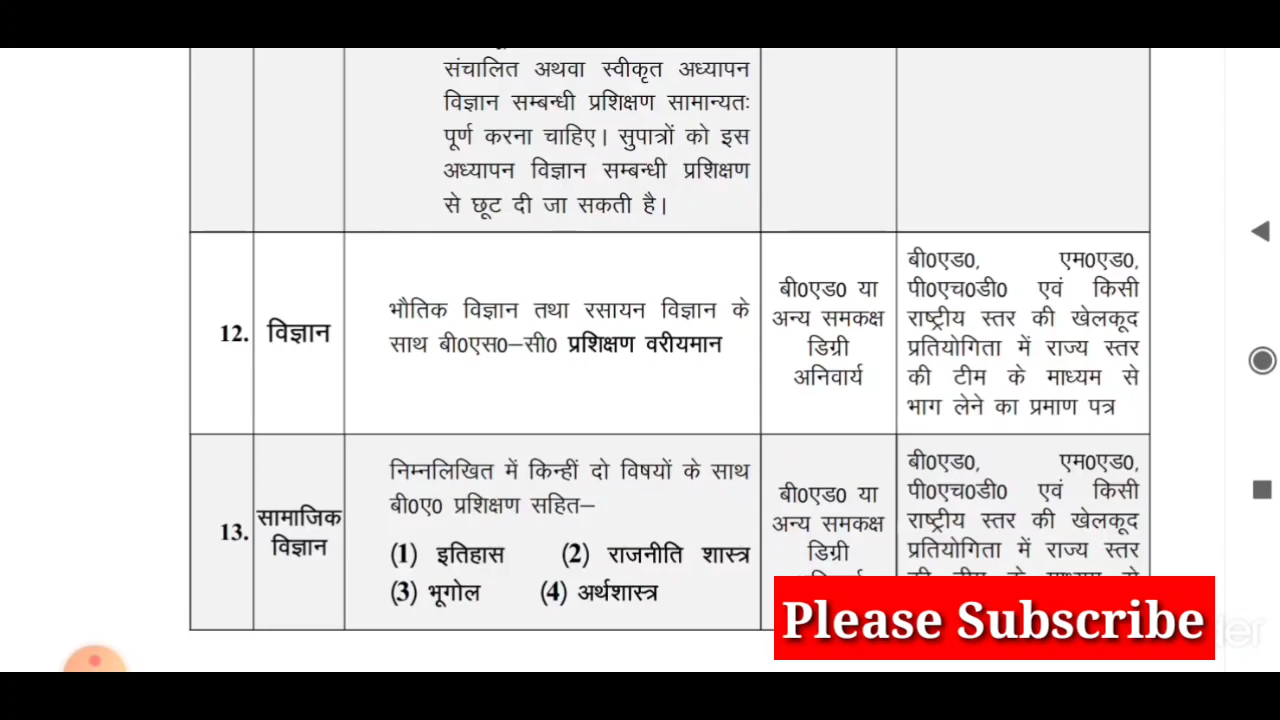 संचालित अथवा स्वीकृत अध्यापन
विज्ञान सम्बन्धी प्रशिक्षण सामान्यतः
पूर्ण करना चाहिए। सुपात्रों को इस
अध्यापन विज्ञान सम्बन्धी प्रशिक्षण
से छूट दी जा सकती है।
12.
विज्ञान
भौतिक विज्ञान तथा रसायन विज्ञान के
साथ बी0एस0–सी0 प्रशिक्षण वरीयमान
बी0एड0 या
अन्य समकक्ष
डिग्री
अनिवार्य
बी0एड0, एम0एड0,
पी0एच0डी0 एवं किसी
राष्ट्रीय स्तर की खेलकूद
प्रतियोगिता में राज्य स्तर
की टीम के माध्यम से
भाग लेने का प्रमाण पत्र
13.
सामाजिक
विज्ञान
निम्नलिखित में किन्हीं दो विषयों के साथ
बी0ए0 प्रशिक्षण सहित–
(1) इतिहास (2) राजनीति शास्त्र
(3) भूगोल (4) अर्थशास्त्र
बी0एड0 या
अन्य समकक्ष
डिग्री
बी0एड0, एम0एड0,
पी0एच0डी0 एवं किसी
राष्ट्रीय स्तर की खेलकूद
प्रतियोगिता में राज्य स्तर
Please Subscribe